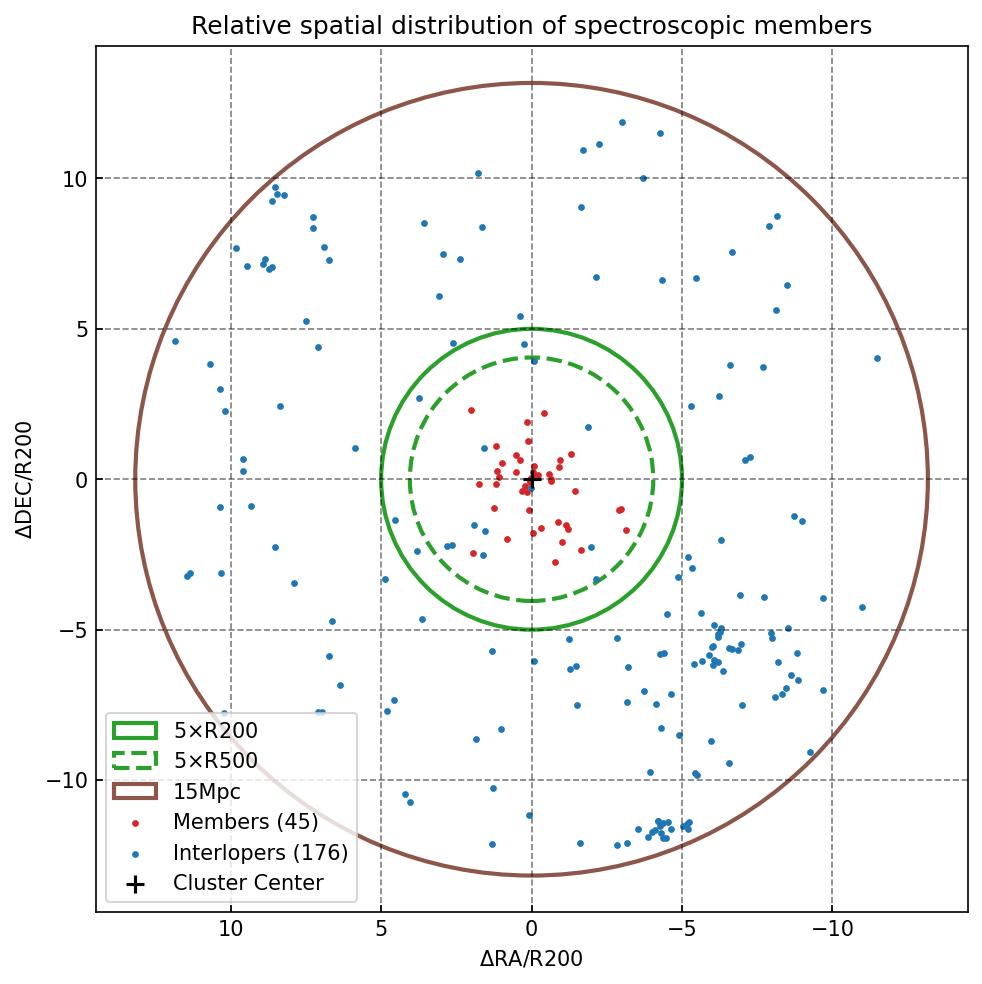 Relative spatial distribution of spectroscopic members
10
5
0
−5
−10
ΔDEC/R200
5×R200
5×R500
15Mpc
Members (45)
Interlopers (176)
Cluster Center
10
5
0
−5
−10
ΔRA/R200